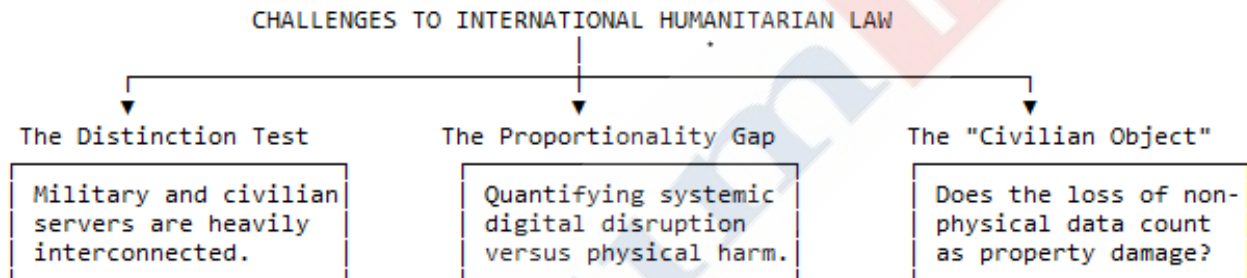 CHALLENGES TO INTERNATIONAL HUMANITARIAN LAW
The Distinction Test
Military and civilian
servers are heavily
interconnected.
The Proportionality Gap
Quantifying systemic
digital disruption
versus physical harm.
The "Civilian Object"
Does the loss of non-
physical data count
as property damage?